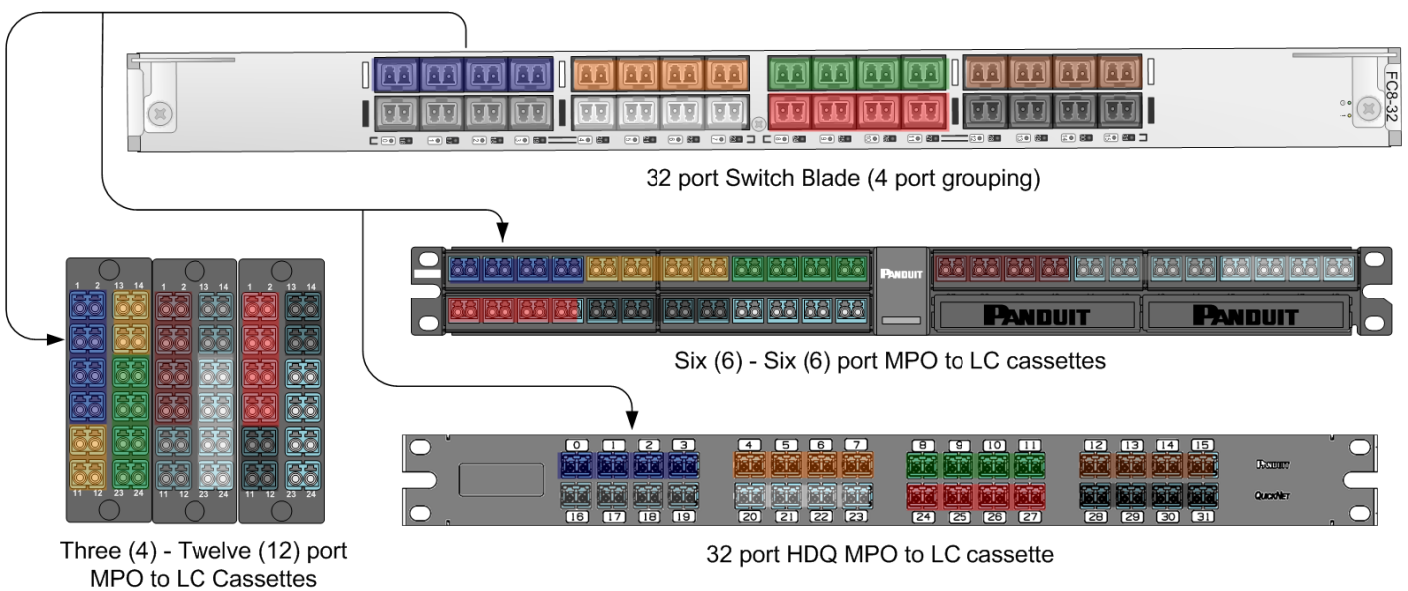 FC8-32
32 port Switch Blade (4 port grouping)
PANDUIT
PANDUIT PANDUIT
Six (6) - Six (6) port MPO to LC cassettes
1 2 13 14 1 2 13 14 1 2 13 14
11 12 23 24 11 12 23 24 11 12 23 24
Three (4) - Twelve (12) port
MPO to LC Cassettes
0 1 2 3 4 5 6 7 8 9 10 11 12 13 14 15
PANDUIT
QUICKNET
16 17 18 19 20 21 22 23 24 25 26 27 28 29 30 31
32 port HDQ MPO to LC cassette